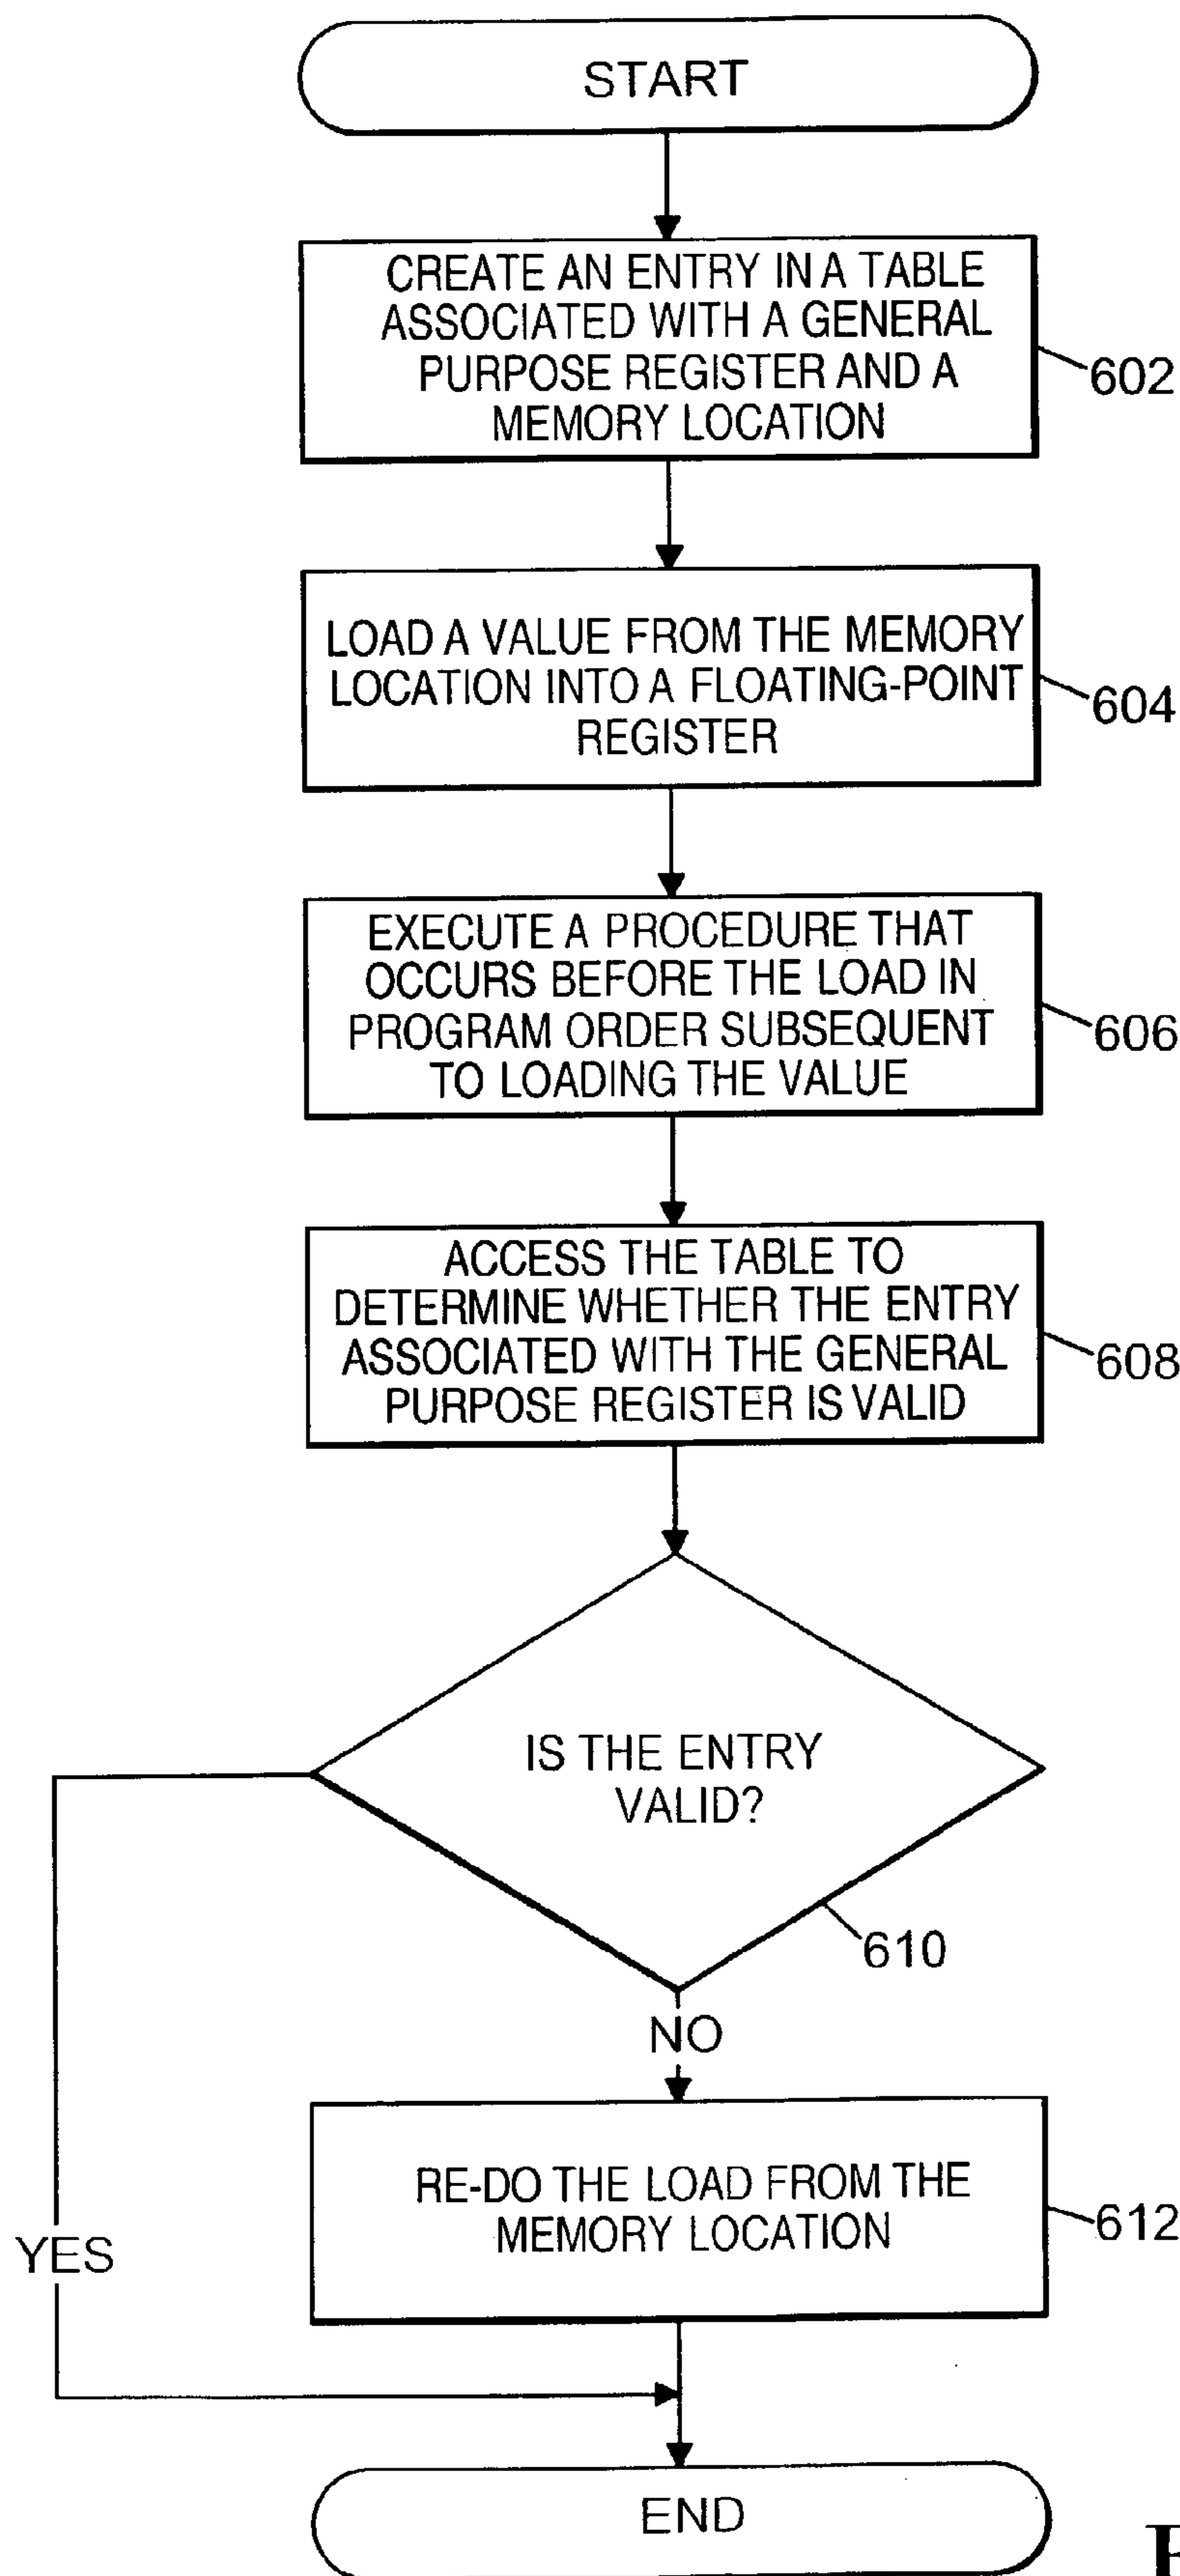 START
CREATE AN ENTRY IN A TABLE
ASSOCIATED WITH A GENERAL
PURPOSE REGISTER AND A
MEMORY LOCATION
602
LOAD A VALUE FROM THE MEMORY
LOCATION INTO A FLOATING-POINT
REGISTER
604
EXECUTE A PROCEDURE THAT
OCCURS BEFORE THE LOAD IN
PROGRAM ORDER SUBSEQUENT
TO LOADING THE VALUE
606
ACCESS THE TABLE TO
DETERMINE WHETHER THE ENTRY
ASSOCIATED WITH THE GENERAL
PURPOSE REGISTER IS VALID
608
IS THE ENTRY
VALID?
610
NO
RE-DO THE LOAD FROM THE
MEMORY LOCATION
612
YES
END